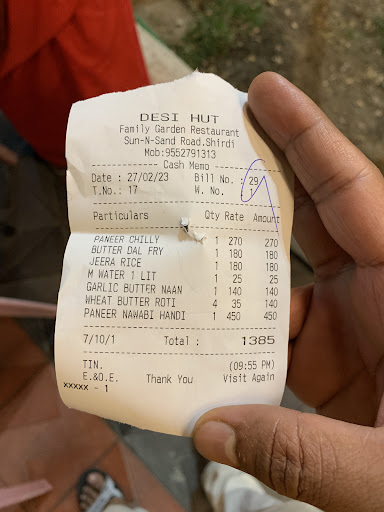 DESI HUT
Family Garden Restaurant
Sun-N-Sand Road.Shirdi
Mob:9552791313
Cash Memo
Date : 27/02/23 Bill No. : 29
T.No.: 17 W. No. :
Particulars Qty Rate Amount
PANEER CHILLY 1 270 270
BUTTER DAL FRY 1 180 180
JEERA RICE 1 180 180
M WATER 1 LIT 1 25 25
GARLIC BUTTER NAAN 1 140 140
WHEAT BUTTER ROTI 4 35 140
PANEER NAWABI HANDI 1 450 450
7/10/1 Total : 1385
TIN. (09:55 PM)
E.&O.E. Thank You Visit Again
xxxxx - 1